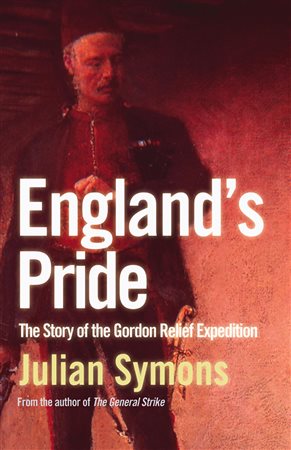 England's
Pride
The Story of the Gordon Relief Expedition
Julian Symons
From the author of The General Strike